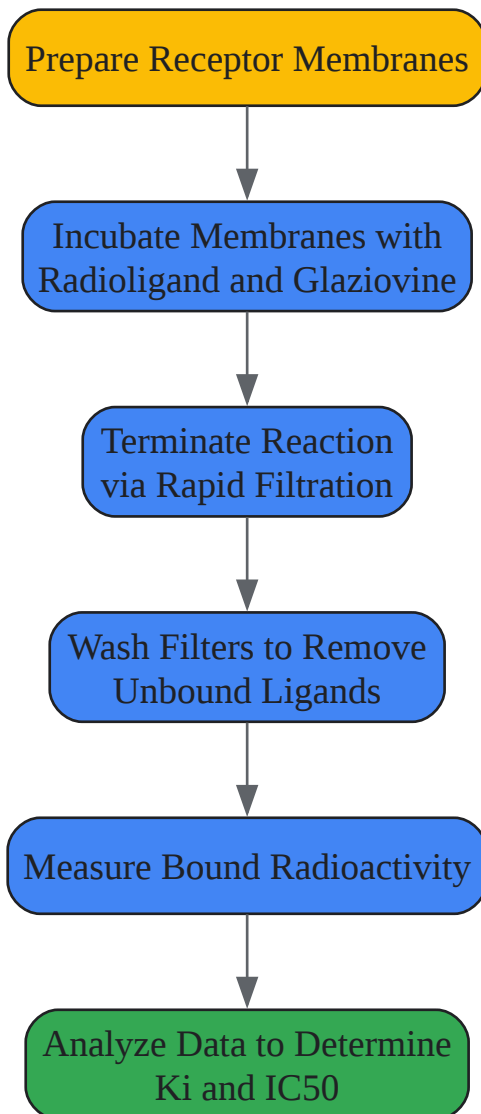 Prepare Receptor Membranes
Incubate Membranes with
Radioligand and Glaziovine
Terminate Reaction
via Rapid Filtration
Wash Filters to Remove
Unbound Ligands
Measure Bound Radioactivity
Analyze Data to Determine
Ki and IC50